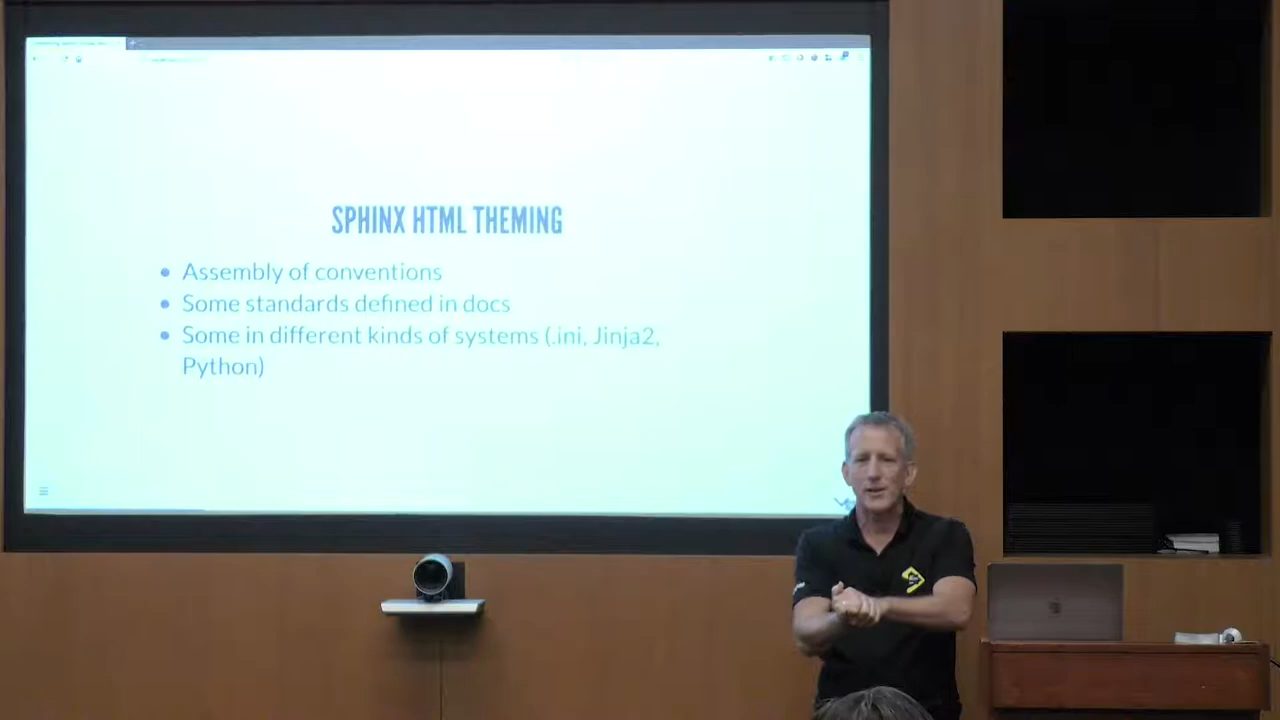 SPHINX HTML THEMING
Assembly of conventions
Some standards defined in docs
Some in different kinds of systems (.ini, Jinja2,
Python)